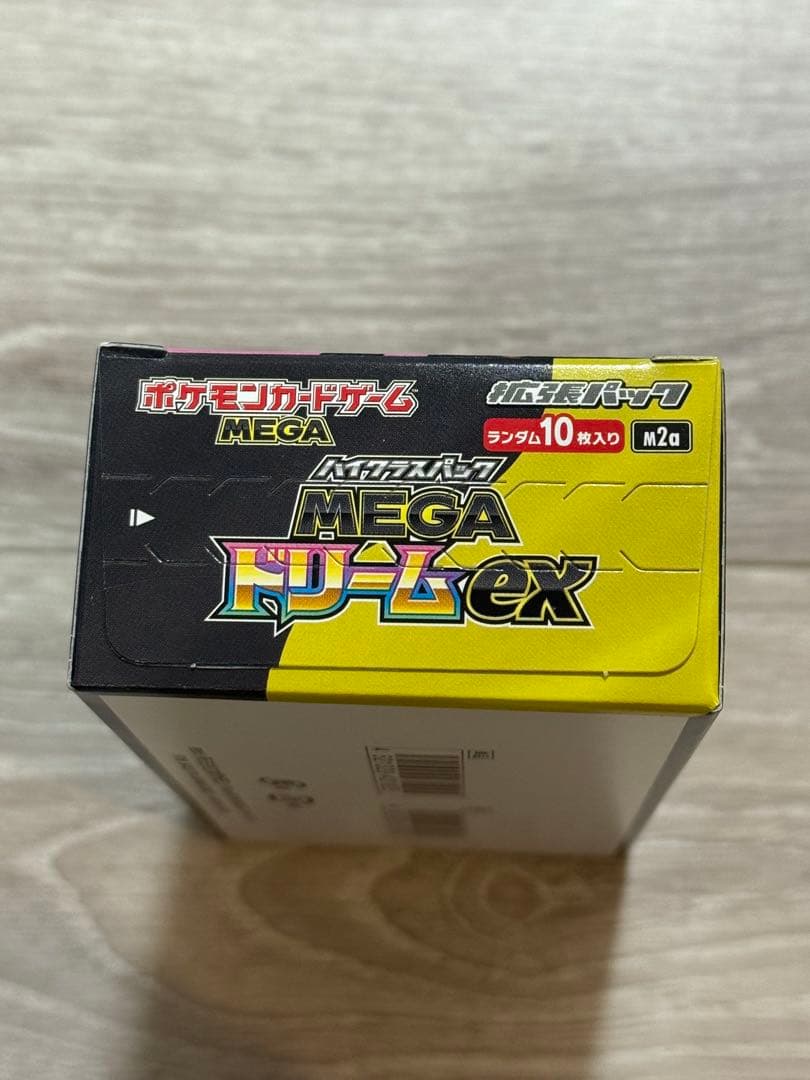 ポケモンカードゲーム
MEGA
拡張パック
ランダム10枚入り
M2a
ハイクラスパック
MEGA
ドリームex